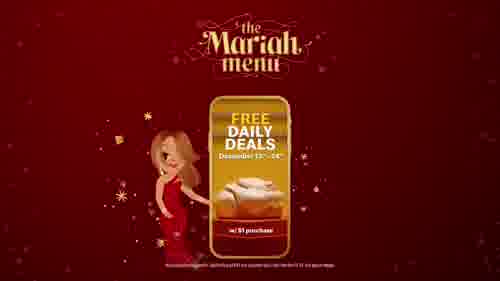 the
Mariah
menu
FREE
DAILY
DEALS
December 13th-24th
w/ $1 purchase